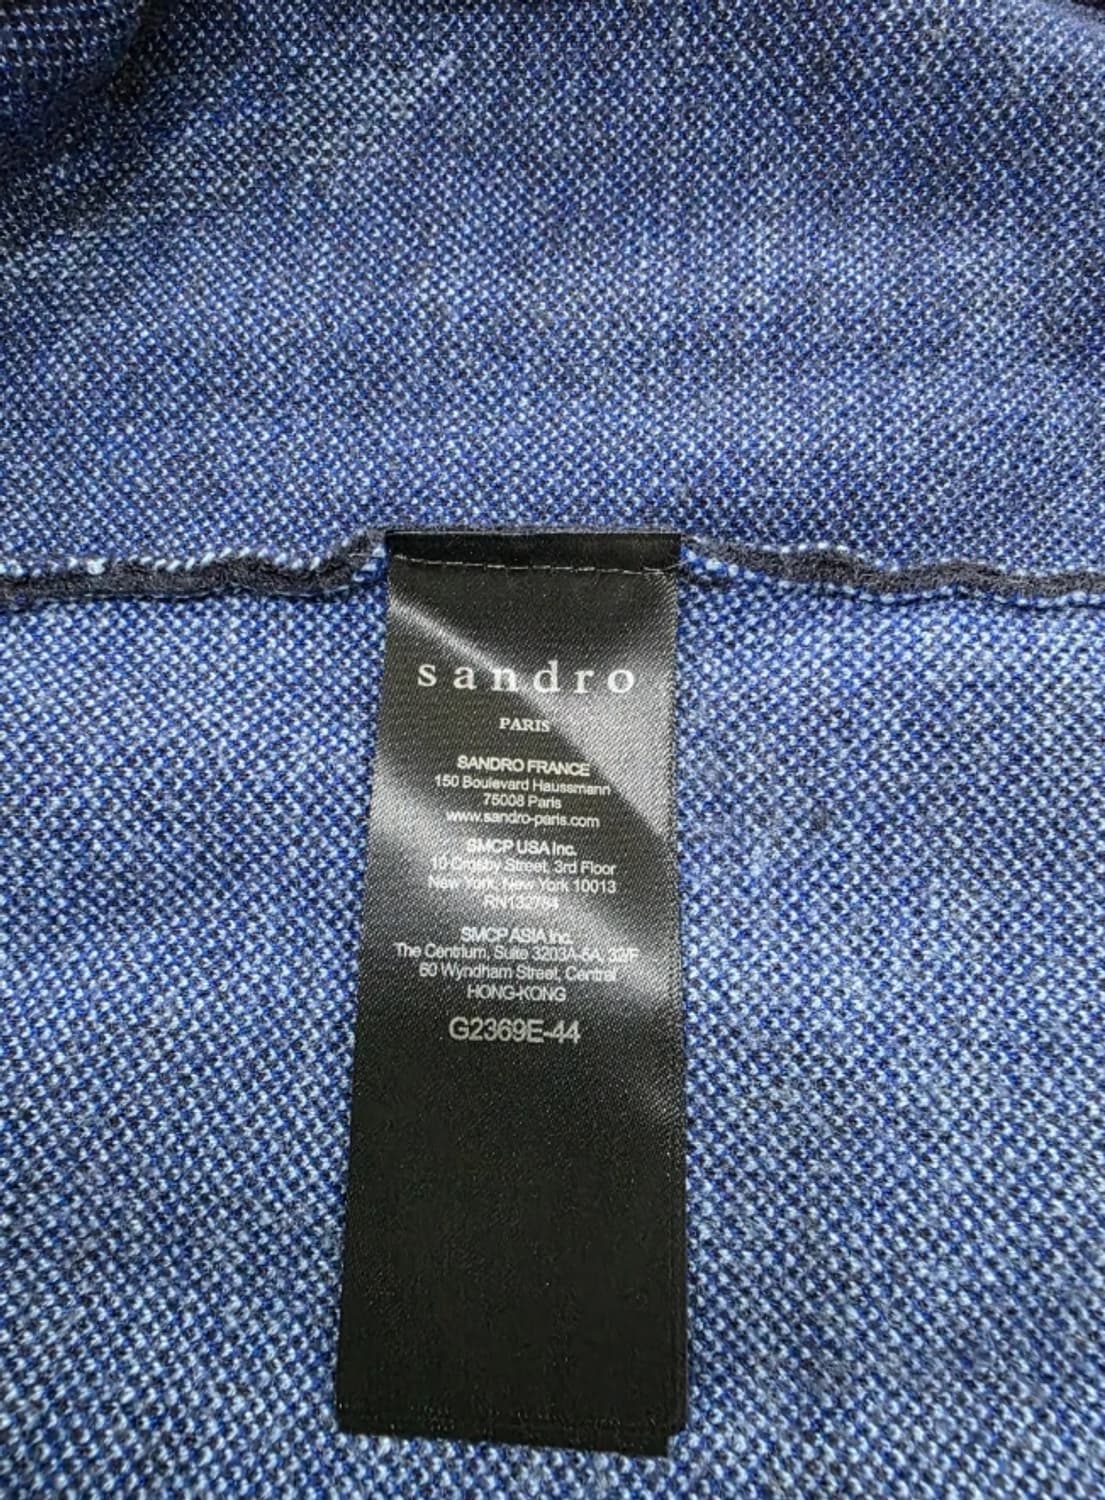 sandro
PARIS
SANDRO FRANCE
150 Boulevard Haussmann
75008 Paris
www.sandro-paris.com
SMCP USA Inc.
10 Crosby Street, 3rd Floor
New York, New York 10013
RN132784
SMCP ASIA Inc.
The Centrium, Suite 3203A-5A, 32/F
60 Wyndham Street, Central
HONG-KONG
G2369E-44